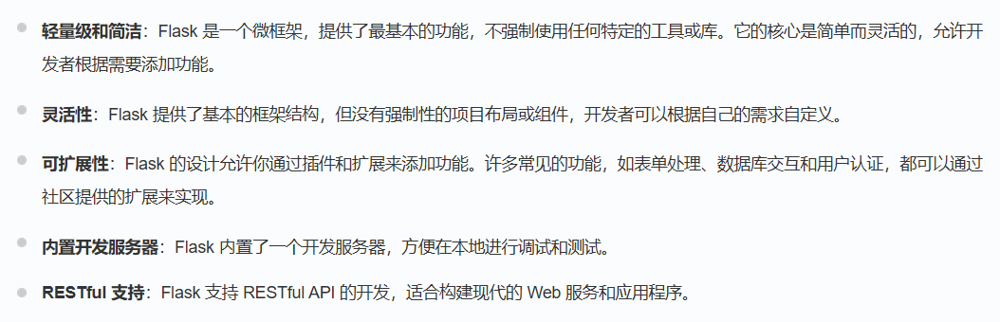 轻量级和简洁：Flask 是一个微框架，提供了最基本的功能，不强制使用任何特定的工具或库。它的核心是简单而灵活的，允许开
发者根据需要添加功能。
灵活性：Flask 提供了基本的框架结构，但没有强制性的项目布局或组件，开发者可以根据自己的需求自定义。
可扩展性：Flask 的设计允许你通过插件和扩展来添加功能。许多常见的功能，如表单处理、数据库交互和用户认证，都可以通过
社区提供的扩展来实现。
内置开发服务器：Flask 内置了一个开发服务器，方便在本地进行调试和测试。
RESTful 支持：Flask 支持 RESTful API 的开发，适合构建现代的 Web 服务和应用程序。